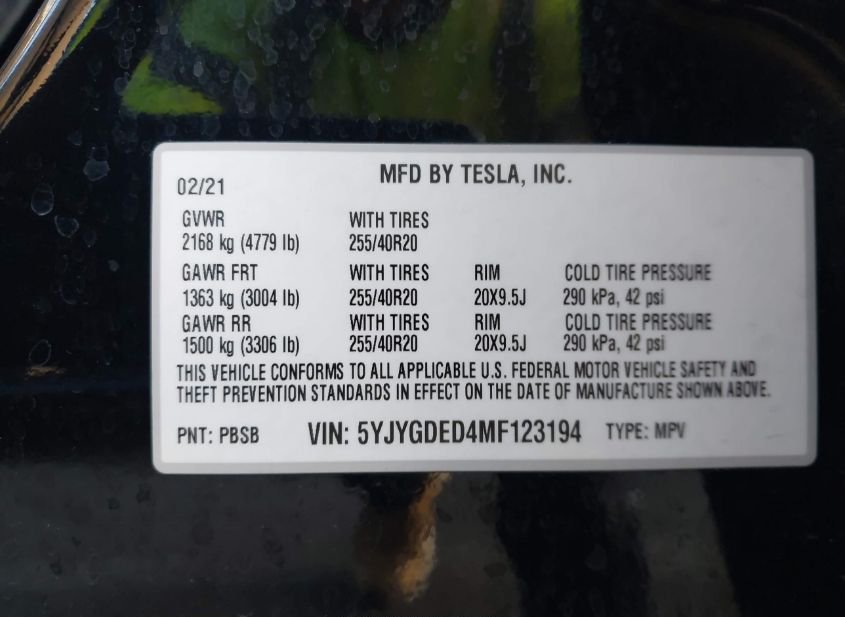 MFD BY TESLA, INC.
02/21
GVWR WITH TIRES
2168 kg (4779 lb) 255/40R20
GAWR FRT WITH TIRES RIM COLD TIRE PRESSURE
1363 kg (3004 lb) 255/40R20 20X9.5J 290 kPa, 42 psi
GAWR RR WITH TIRES RIM COLD TIRE PRESSURE
1500 kg (3306 lb) 255/40R20 20X9.5J 290 kPa, 42 psi
THIS VEHICLE CONFORMS TO ALL APPLICABLE U.S. FEDERAL MOTOR VEHICLE SAFETY AND
THEFT PREVENTION STANDARDS IN EFFECT ON THE DATE OF MANUFACTURE SHOWN ABOVE.
PNT: PBSB VIN: 5YJYGDED4MF123194 TYPE: MPV